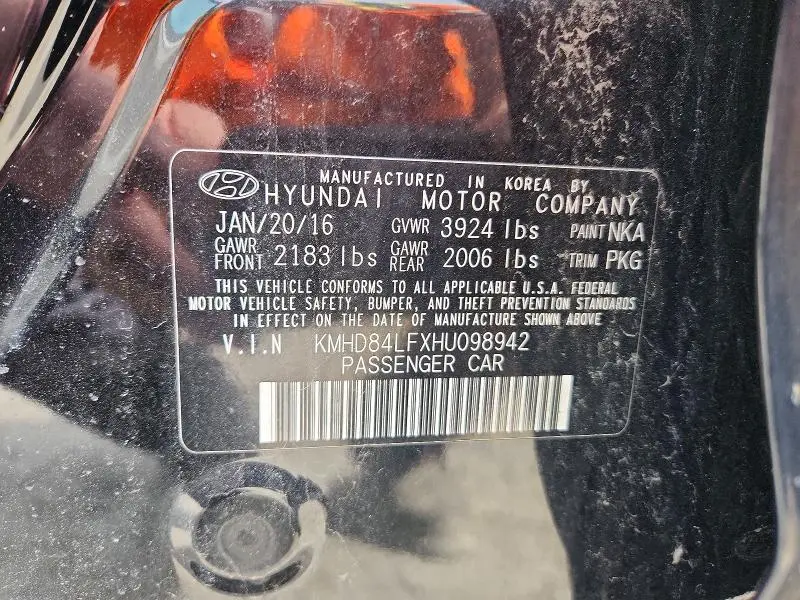 MANUFACTURED IN KOREA BY
HYUNDAI MOTOR COMPANY
JAN/20/16 GVWR 3924 lbs PAINT NKA
GAWR FRONT 2183 lbs GAWR REAR 2006 lbs TRIM PKG
THIS VEHICLE CONFORMS TO ALL APPLICABLE U.S.A. FEDERAL
MOTOR VEHICLE SAFETY, BUMPER, AND THEFT PREVENTION STANDARDS
IN EFFECT ON THE DATE OF MANUFACTURE SHOWN ABOVE
V.I.N KMHD84LFXHU098942
PASSENGER CAR